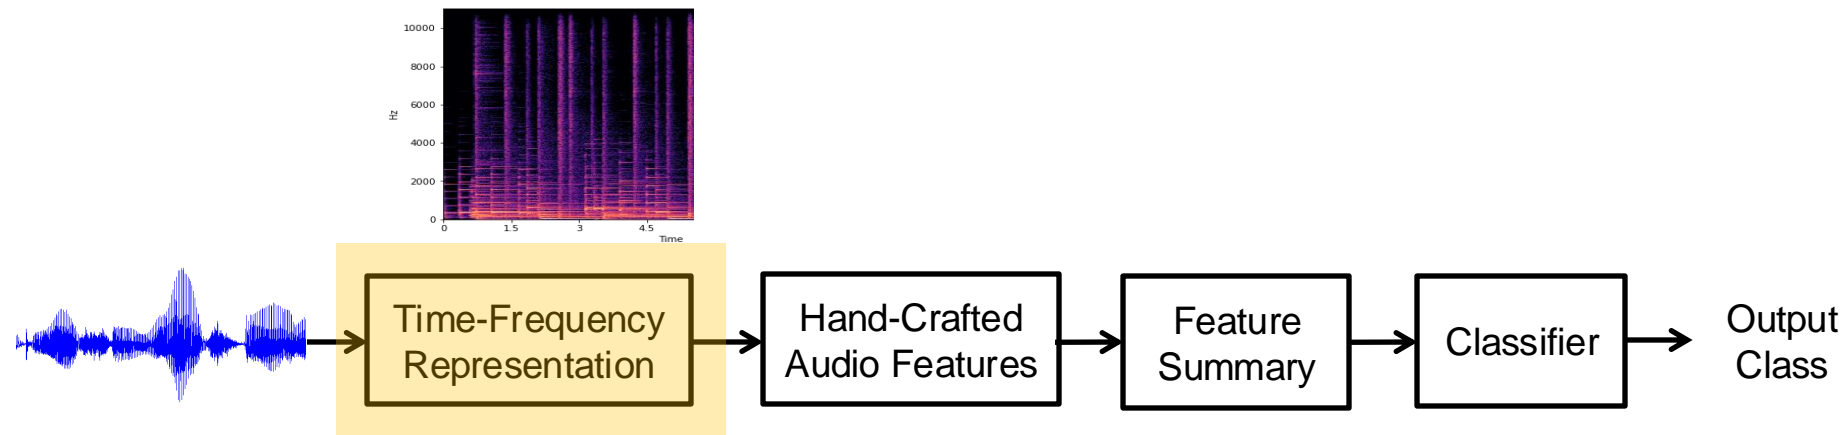 10000
8000
6000
4000
2000
0
Hz
0 1.5 3 4.5
Time
Time-Frequency
Representation
Hand-Crafted
Audio Features
Feature
Summary
Classifier
Output
Class